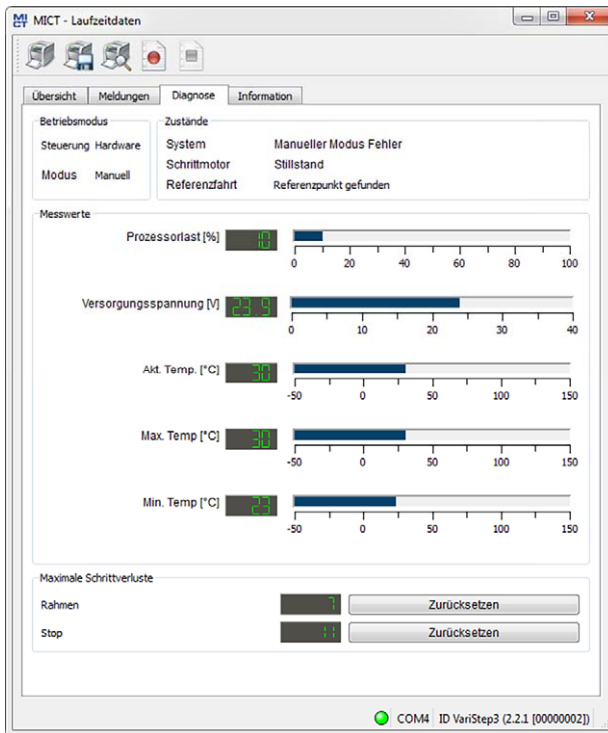 MICT MICT - Laufzeitdaten
Übersicht Meldungen Diagnose Information
Betriebsmodus
Steuerung Hardware
Modus Manuell
Zustände
System Manueller Modus Fehler
Schrittmotor Stillstand
Referenzfahrt Referenzpunkt gefunden
Messwerte
Prozessorlast [%] 10
0 20 40 60 80 100
Versorgungsspannung [V] 23.9
0 10 20 30 40
Akt. Temp. [°C] 30
-50 0 50 100 150
Max. Temp [°C] 30
-50 0 50 100 150
Min. Temp [°C] 23
-50 0 50 100 150
Maximale Schrittverluste
Rahmen 7 Zurücksetzen
Stop 11 Zurücksetzen
COM4 ID VariStep3 (2.2.1 [00000002])